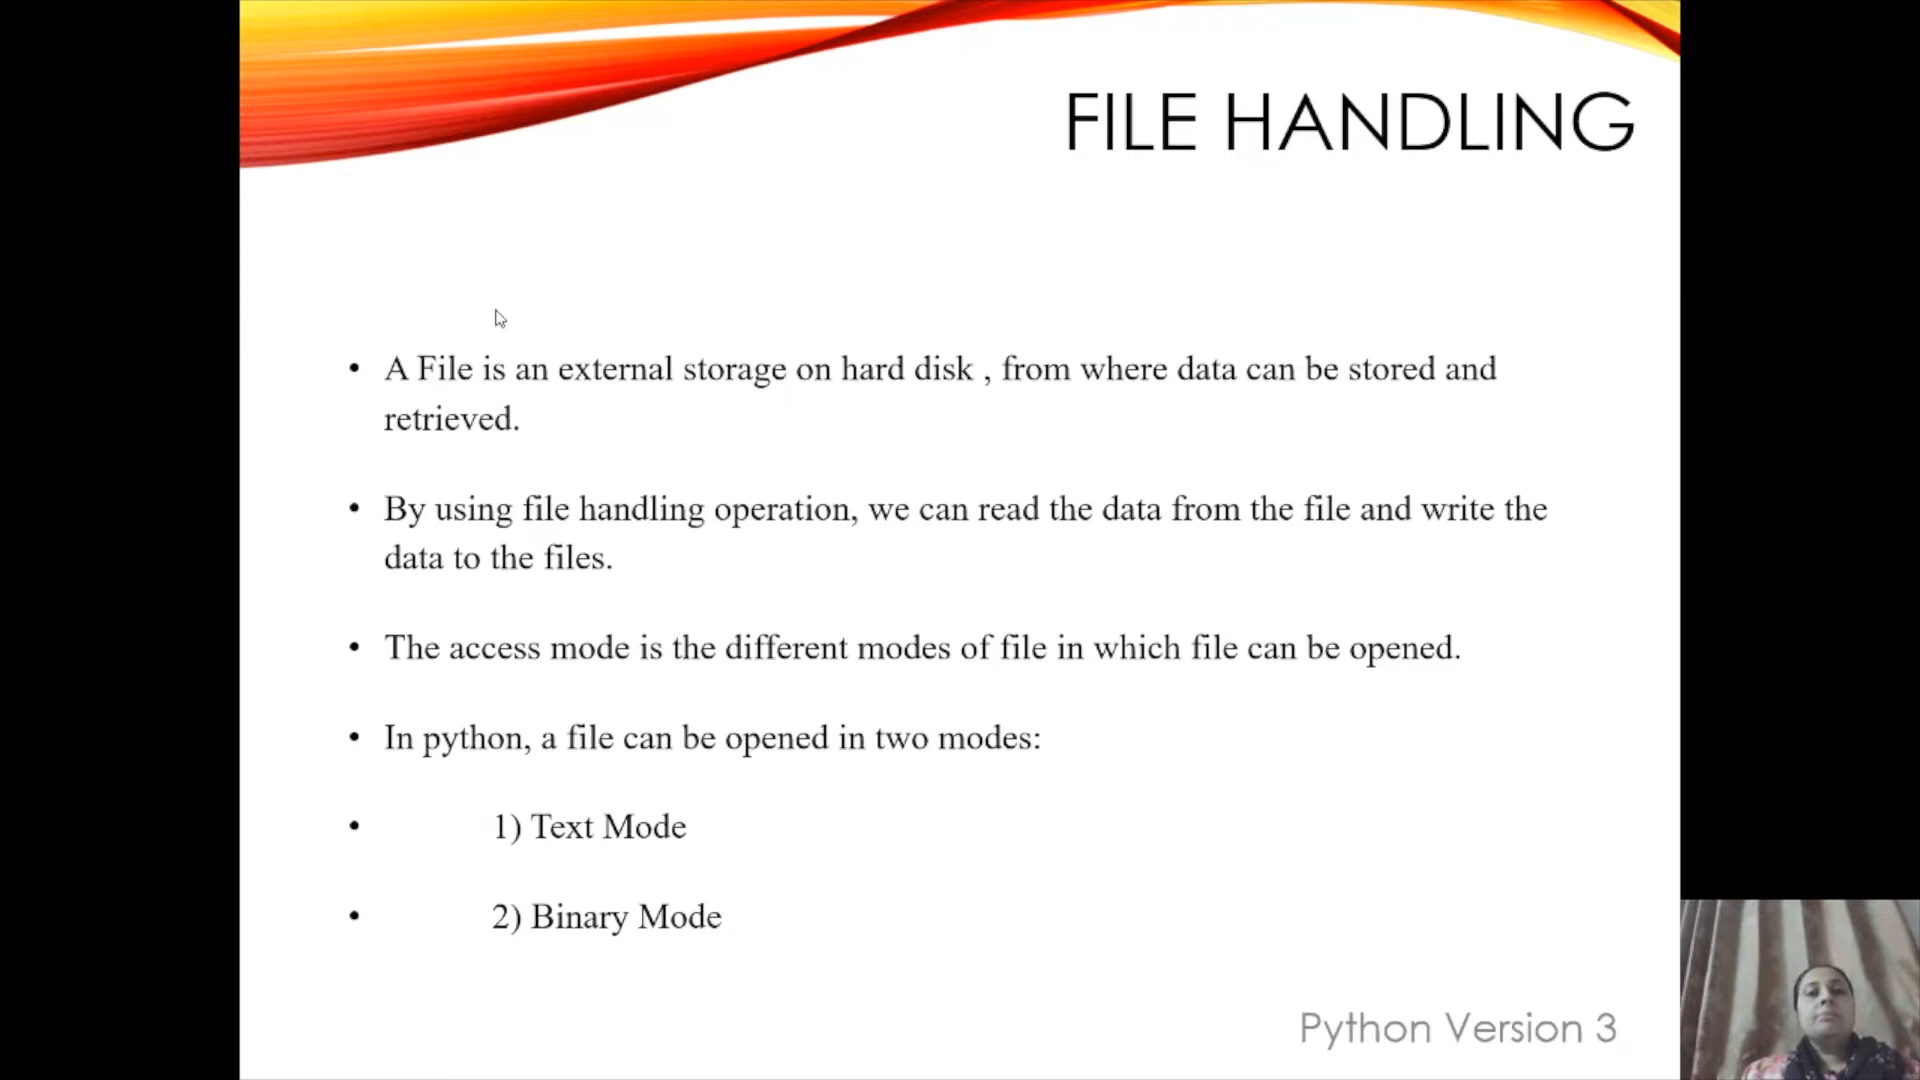 FILE HANDLING
• A File is an external storage on hard disk , from where data can be stored and
retrieved.
• By using file handling operation, we can read the data from the file and write the
data to the files.
• The access mode is the different modes of file in which file can be opened.
• In python, a file can be opened in two modes:
• 1) Text Mode
• 2) Binary Mode
Python Version 3